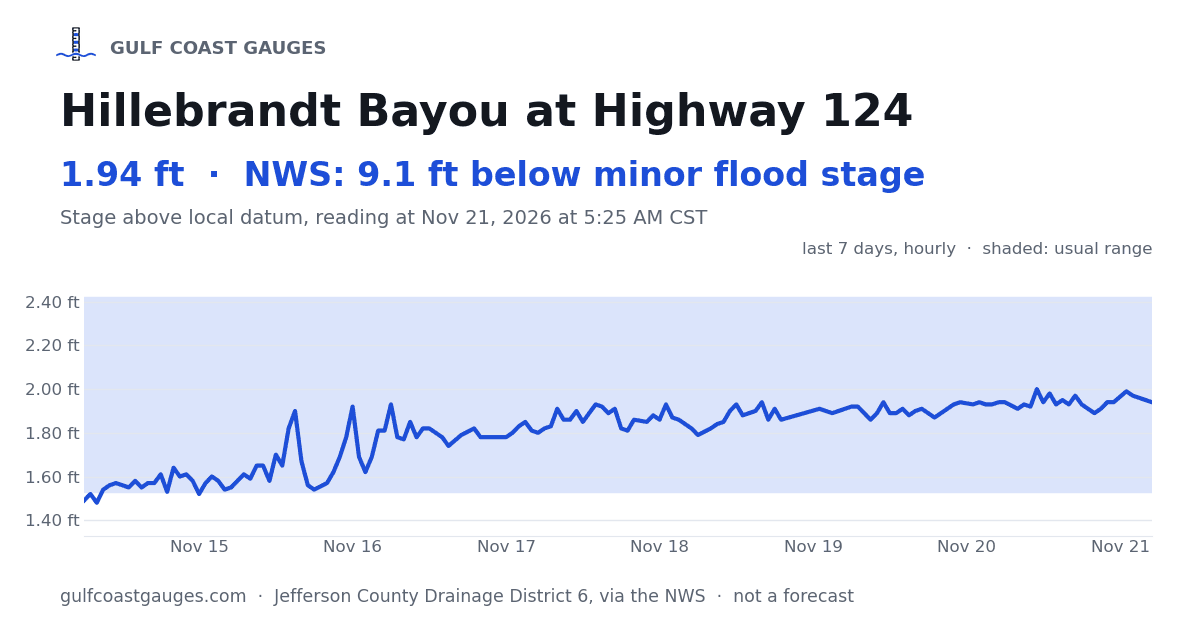 GULF COAST GAUGES
Hillebrandt Bayou at Highway 124
1.94 ft · NWS: 9.1 ft below minor flood stage
Stage above local datum, reading at Nov 21, 2026 at 5:25 AM CST
last 7 days, hourly · shaded: usual range
2.40 ft
2.20 ft
2.00 ft
1.80 ft
1.60 ft
1.40 ft
Nov 15 Nov 16 Nov 17 Nov 18 Nov 19 Nov 20 Nov 21
gulfcoastgauges.com · Jefferson County Drainage District 6, via the NWS · not a forecast